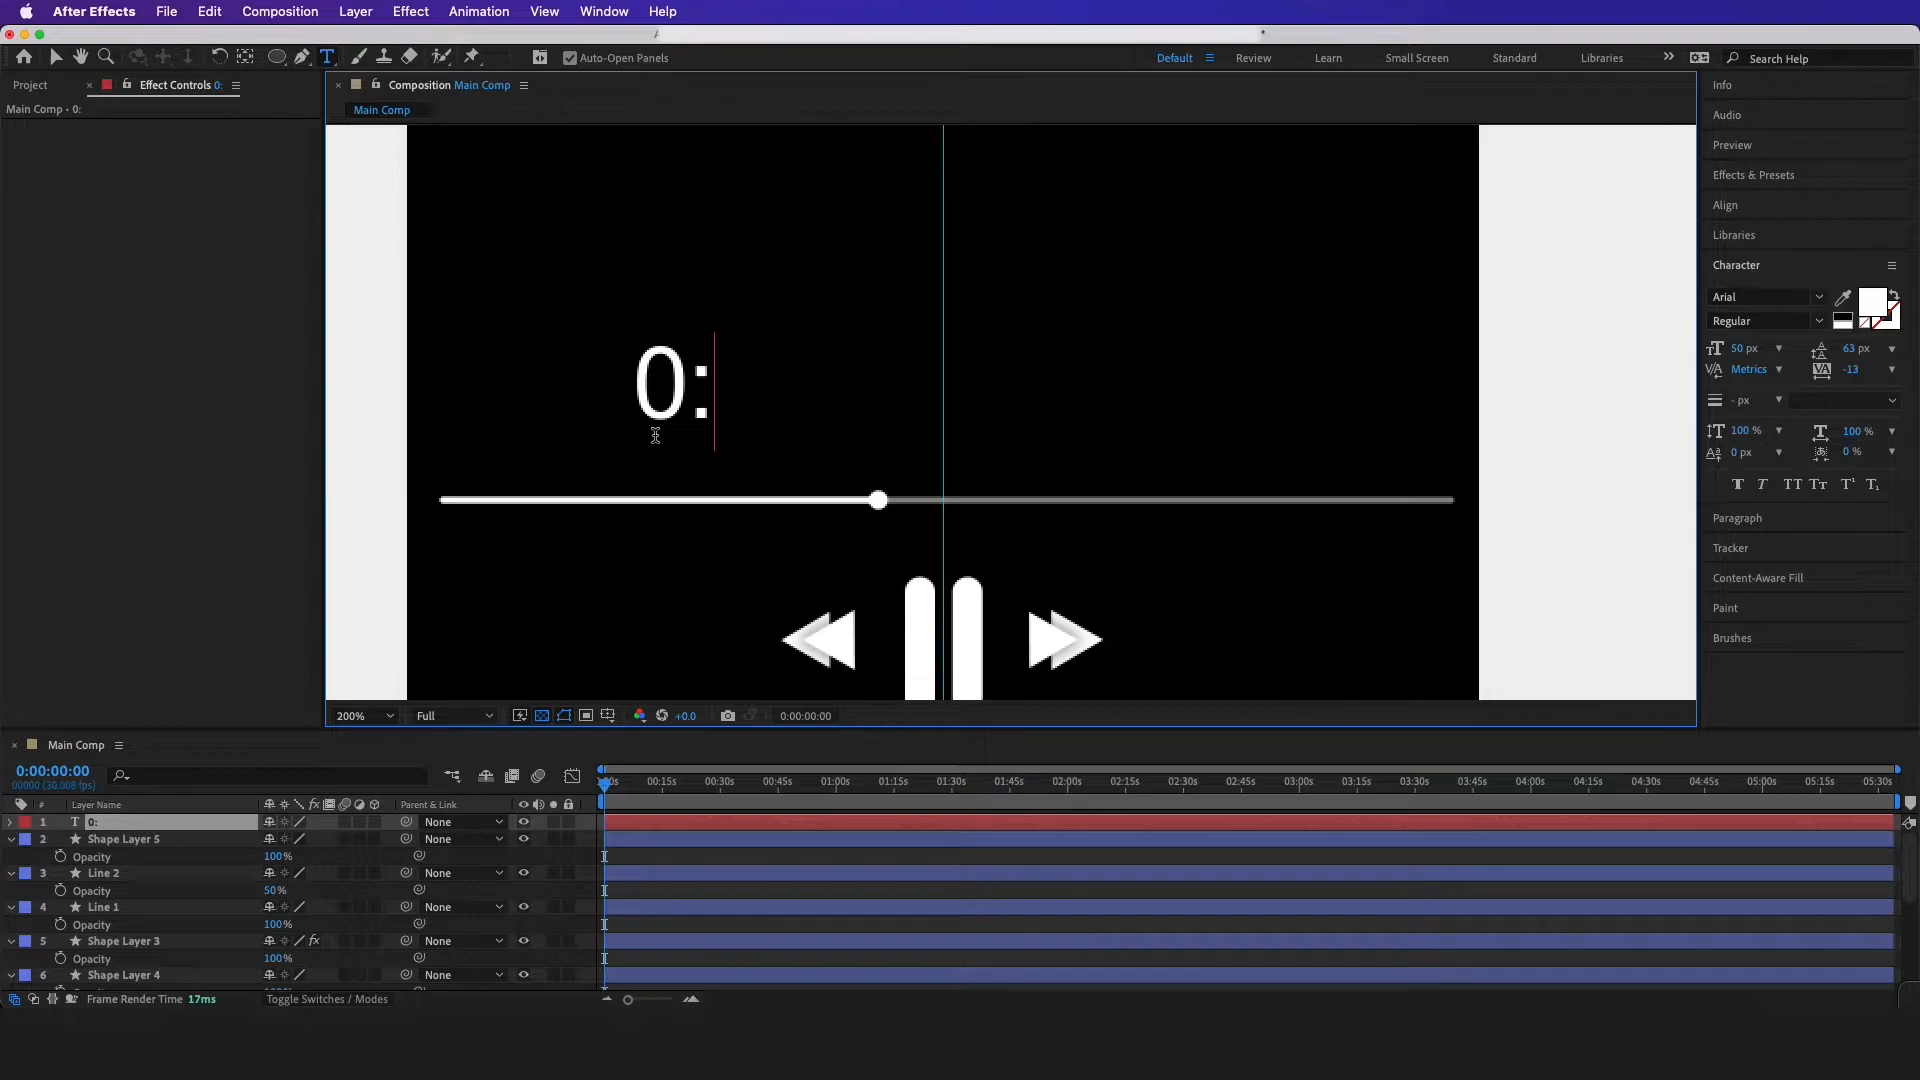 After Effects File Edit Composition Layer Effect Animation View Window Help
Auto-Open Panels Default Review Learn Small Screen Standard Libraries Search Help
Project Effect Controls 0: Composition Main Comp
Main Comp • 0:
Main Comp
0:
Info
Audio
Preview
Effects & Presets
Align
Libraries
Character
Arial
Regular
50 px 63 px
Metrics -13
- px
100 % 100 %
0 px 0 %
T T TT Tт T¹ T₁
Paragraph
Tracker
Content-Aware Fill
Paint
Brushes
200% Full +0.0 0:00:00:00
Main Comp
0:00:00:00
00000 (30.008 fps)
00:15s 00:30s 00:45s 01:00s 01:15s 01:30s 01:45s 02:00s 02:15s 02:30s 02:45s 03:00s 03:15s 03:30s 03:45s 04:00s 04:15s 04:30s 04:45s 05:00s 05:15s 05:30s
# Layer Name fx Parent & Link
1 T 0: None
2 Shape Layer 5 None
Opacity 100%
3 Line 2 None
Opacity 50%
4 Line 1 None
Opacity 100%
5 Shape Layer 3 fx None
Opacity 100%
6 Shape Layer 4 None
Frame Render Time 17ms Toggle Switches / Modes